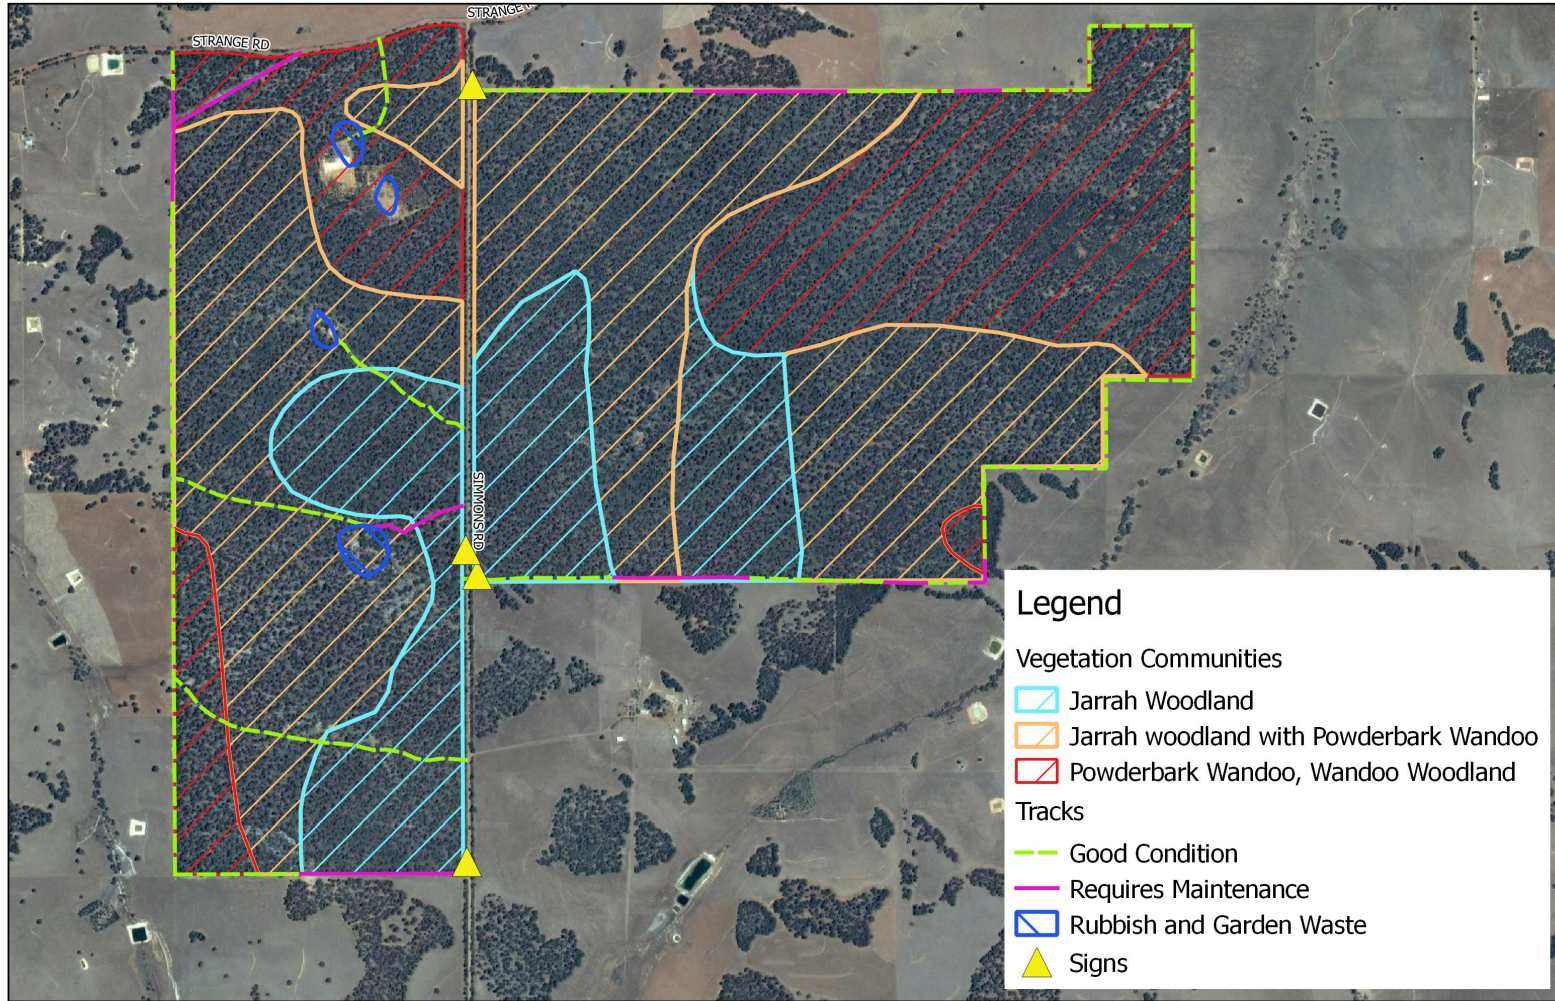 STRANGE RD
STRANGE R
SIMMONS RD
Legend
Vegetation Communities
Jarrah Woodland
Jarrah woodland with Powderbark Wandoo
Powderbark Wandoo, Wandoo Woodland
Tracks
Good Condition
Requires Maintenance
Rubbish and Garden Waste
Signs